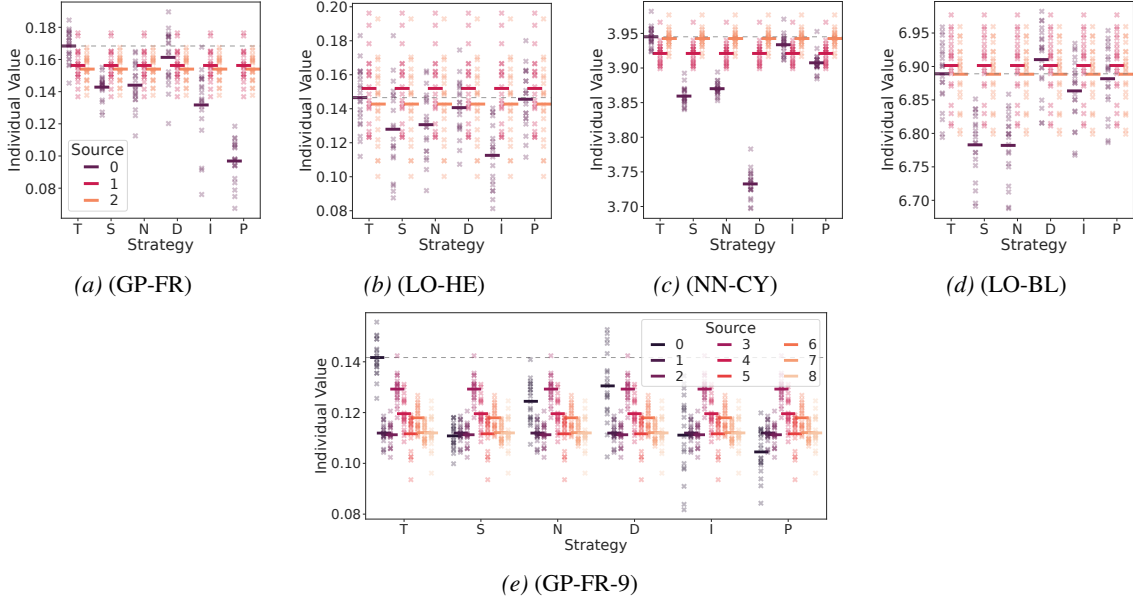 Individual Value
0.18
0.16
0.14
0.12
0.10
0.08
Source
0
1
2
T S N D I P
Strategy
(a) (GP-FR)
Individual Value
0.20
0.18
0.16
0.14
0.12
0.10
0.08
T S N D I P
Strategy
(b) (LO-HE)
Individual Value
3.95
3.90
3.85
3.80
3.75
3.70
T S N D I P
Strategy
(c) (NN-CY)
Individual Value
6.95
6.90
6.85
6.80
6.75
6.70
T S N D I P
Strategy
(d) (LO-BL)
Individual Value
0.14
0.12
0.10
0.08
Source
0 3 6
1 4 7
2 5 8
T S N D I P
Strategy
(e) (GP-FR-9)